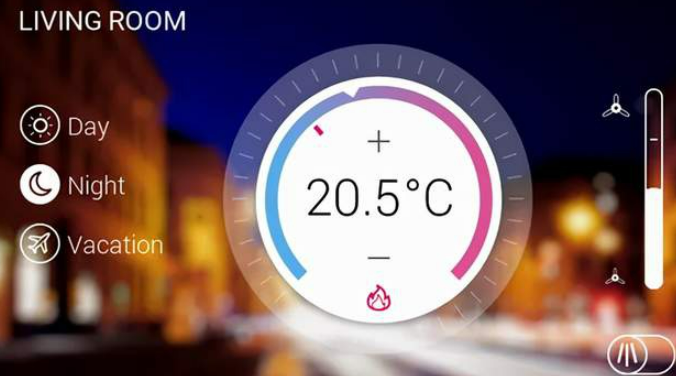 LIVING ROOM
Day
Night
Vacation
+
20.5°C
−